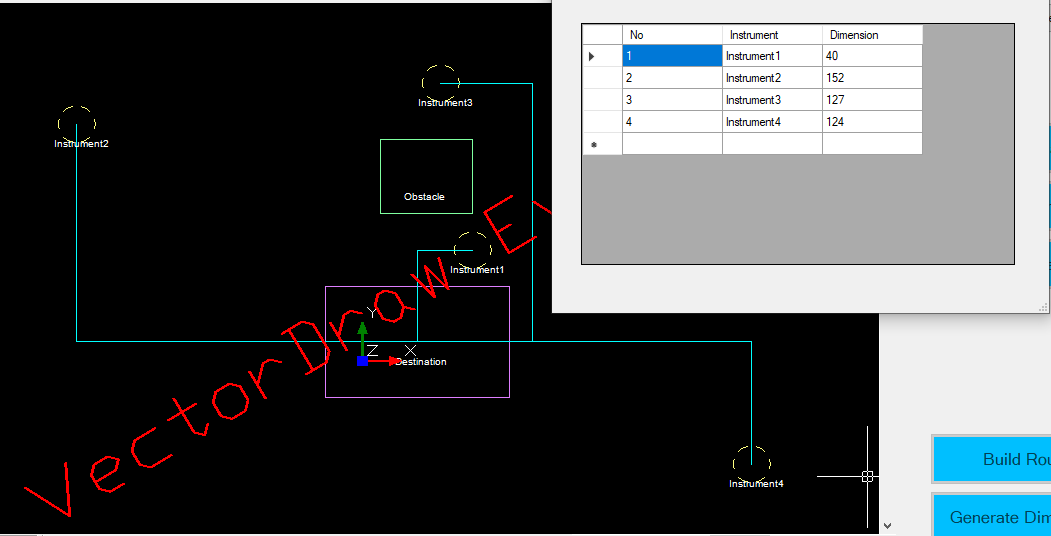 No Instrument Dimension
1 Instrument1 40
2 Instrument2 152
3 Instrument3 127
4 Instrument4 124
Instrument3
Instrument2
Obstacle
Instrument1
Y
Z X
Destination
Instrument4
VectorDraw E
Build Rou
Generate Dim